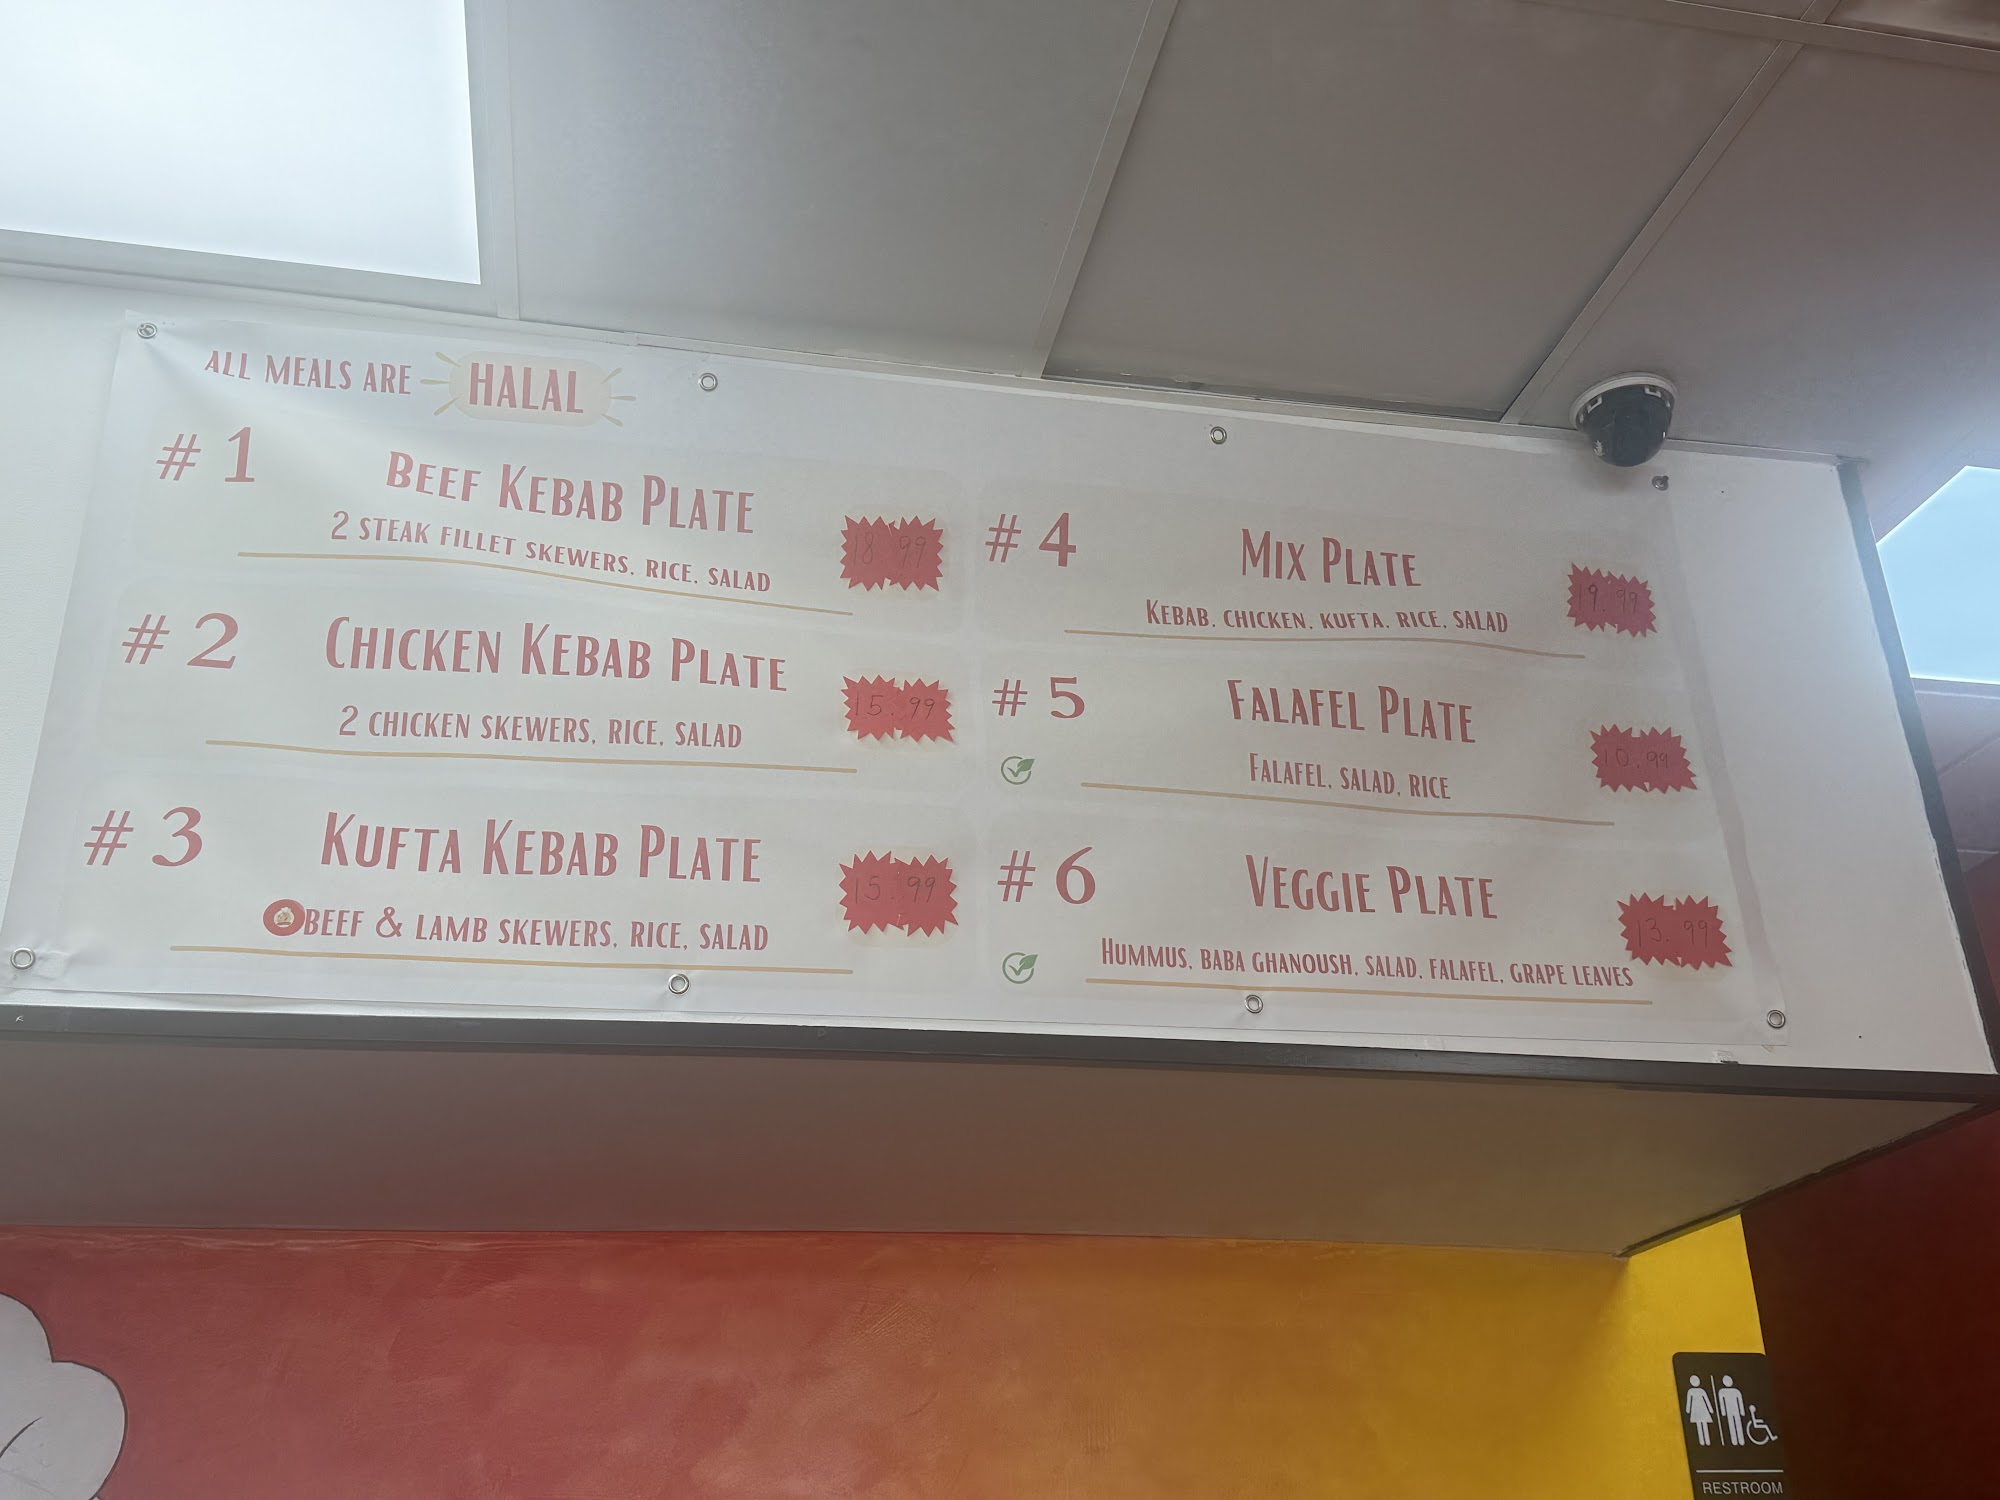 ALL MEALS ARE HALAL
# 1
BEEF KEBAB PLATE
2 STEAK FILLET SKEWERS, RICE, SALAD
18.99
# 2
CHICKEN KEBAB PLATE
2 CHICKEN SKEWERS, RICE, SALAD
15.99
# 3
KUFTA KEBAB PLATE
BEEF & LAMB SKEWERS, RICE, SALAD
15.99
# 4
MIX PLATE
KEBAB, CHICKEN, KUFTA, RICE, SALAD
19.99
# 5
FALAFEL PLATE
FALAFEL, SALAD, RICE
10.99
# 6
VEGGIE PLATE
HUMMUS, BABA GHANOUSH, SALAD, FALAFEL, GRAPE LEAVES
13.99
RESTROOM